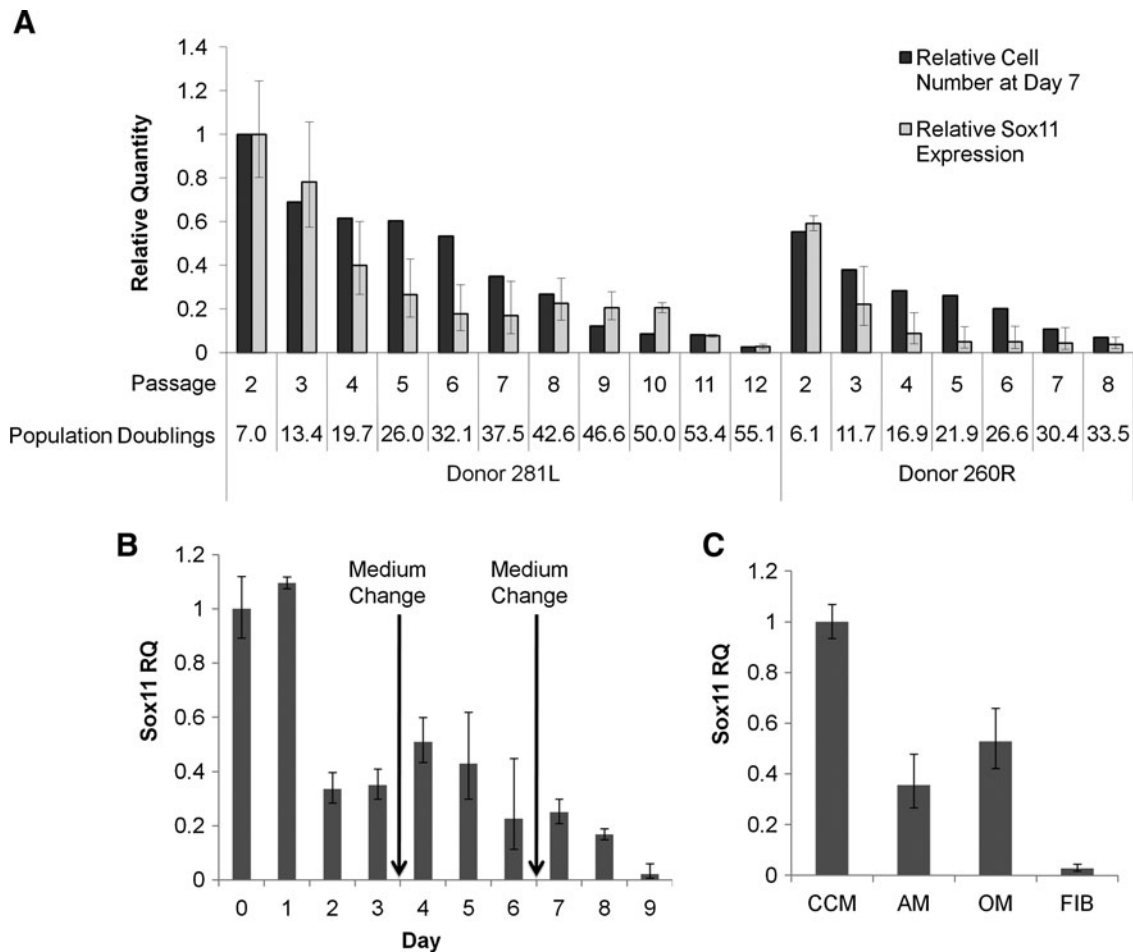 A
1.4
1.2
1
0.8
0.6
0.4
0.2
0
Relative Quantity
Relative Cell
Number at Day 7
Relative Sox11
Expression
Passage 2 3 4 5 6 7 8 9 10 11 12 2 3 4 5 6 7 8
Population Doublings 7.0 13.4 19.7 26.0 32.1 37.5 42.6 46.6 50.0 53.4 55.1 6.1 11.7 16.9 21.9 26.6 30.4 33.5
Donor 281L Donor 260R
B
1.2
1
0.8
0.6
0.4
0.2
0
Sox11 RQ
Medium
Change
Medium
Change
0 1 2 3 4 5 6 7 8 9
Day
C
1.2
1
0.8
0.6
0.4
0.2
0
Sox11 RQ
CCM AM OM FIB